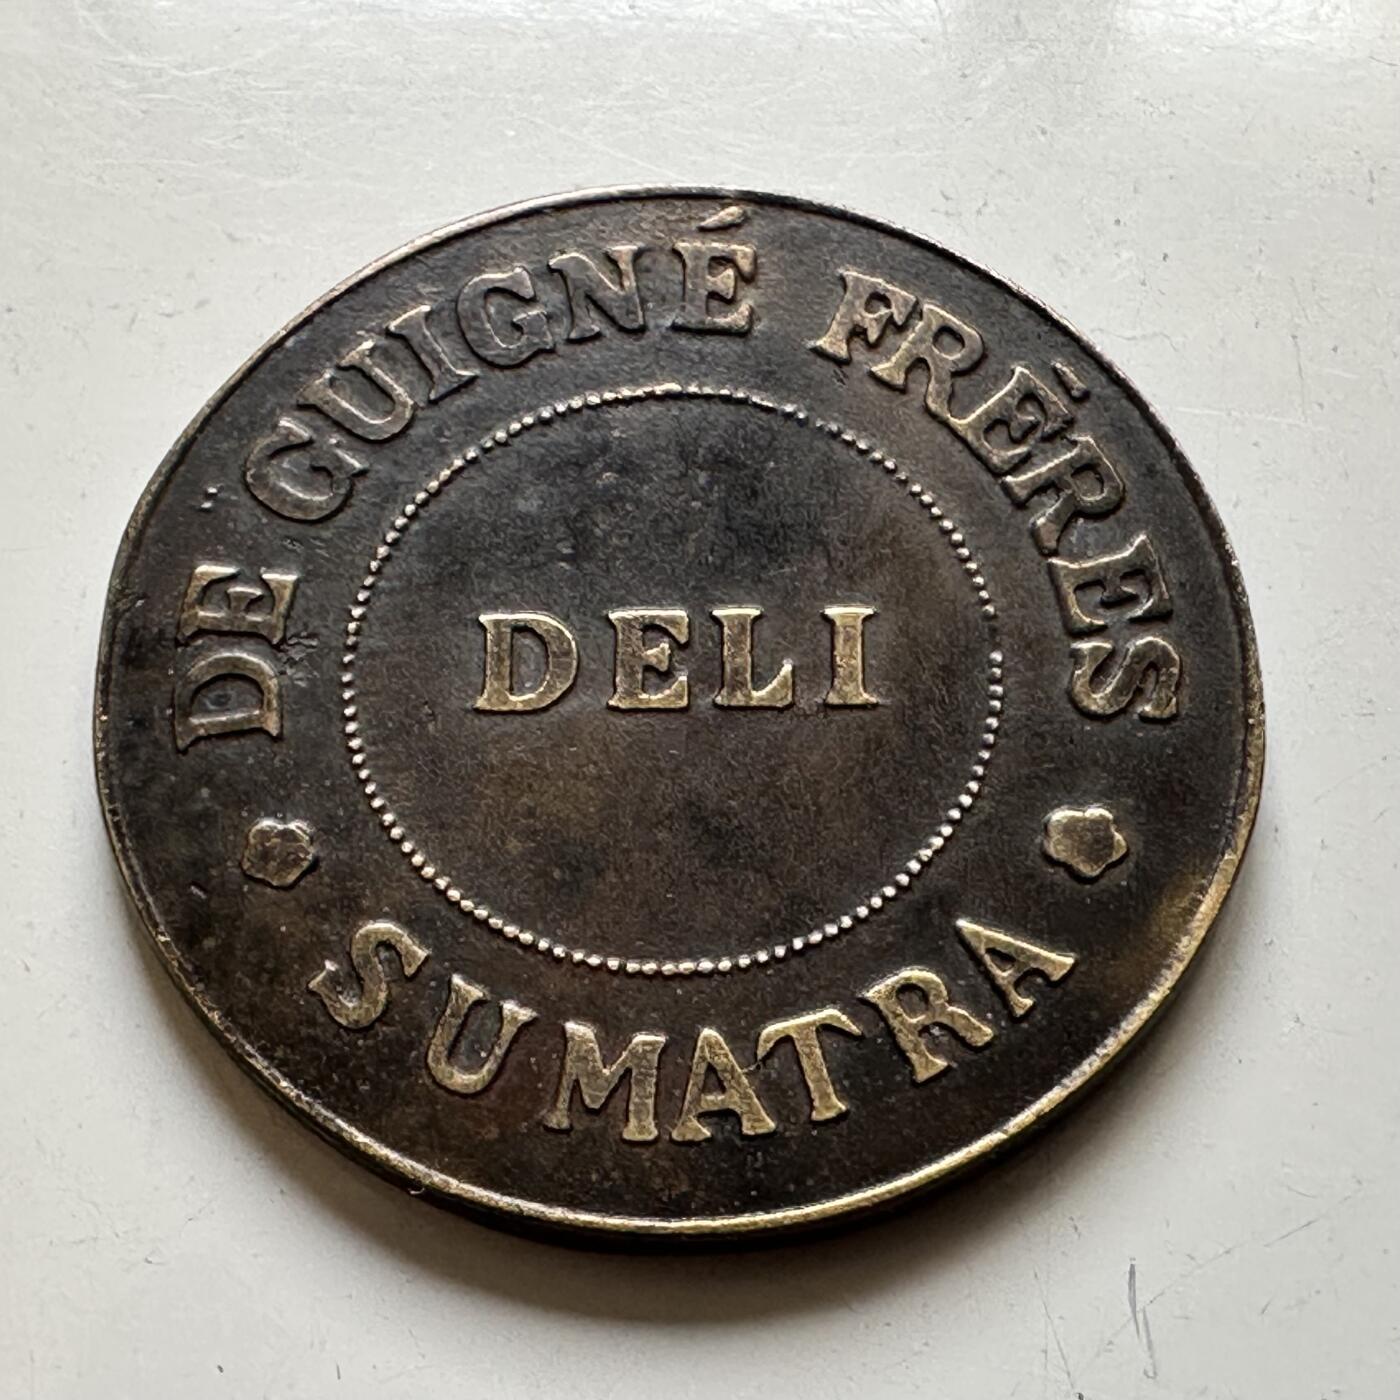 DE GUIGNÉ FRÈRES
DELI
SUMATRA